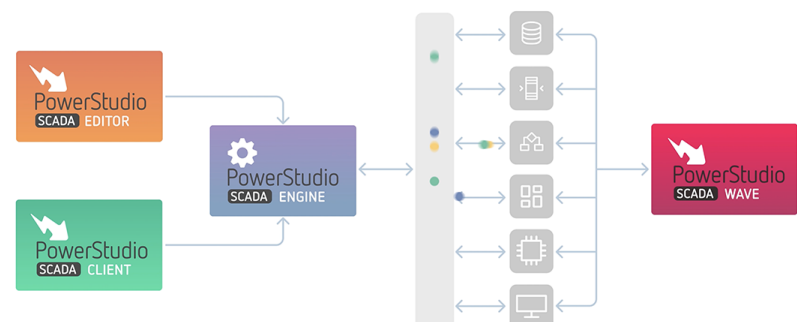 PowerStudio
SCADA EDITOR
PowerStudio
SCADA ENGINE
PowerStudio
SCADA CLIENT
PowerStudio
SCADA WAVE